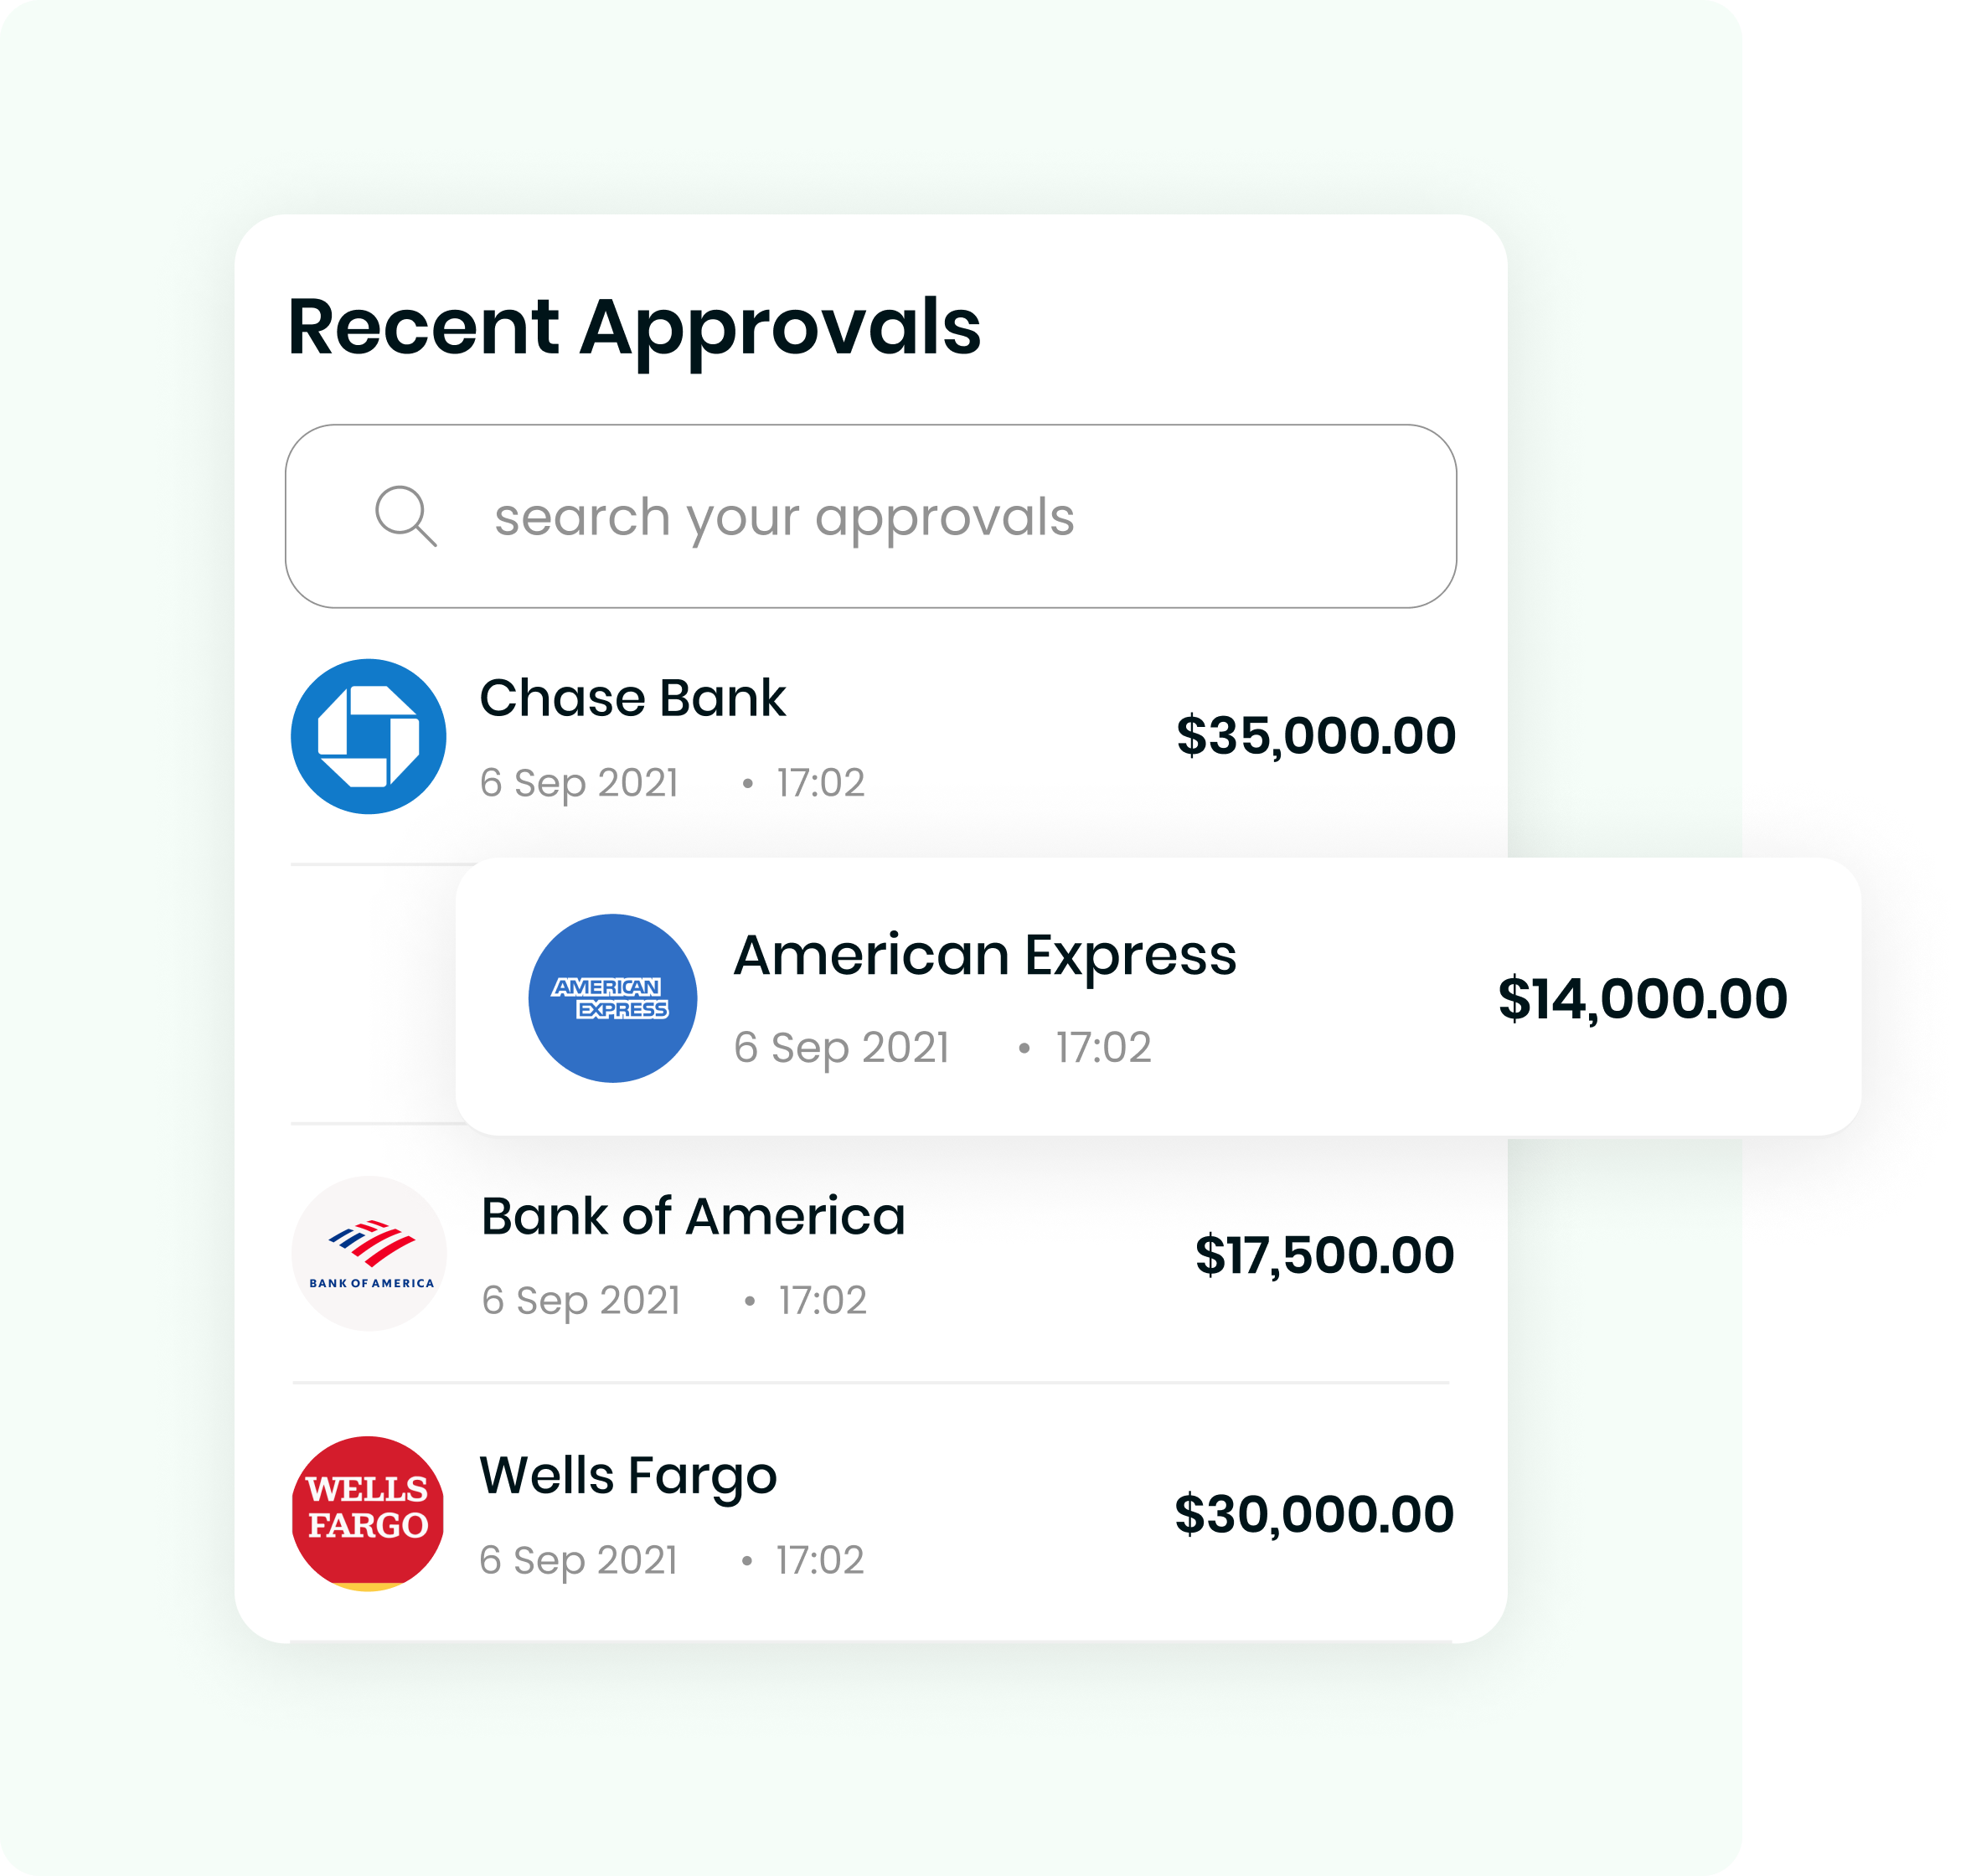 Recent Approvals
search your approvals
Chase Bank
$35,000.00
6 Sep 2021 • 17:02
AMERICAN
EXPRESS
American Express
$14,000.00
6 Sep 2021 • 17:02
BANK OF AMERICA
Bank of America
$17,500.00
6 Sep 2021 • 17:02
WELLS
FARGO
Wells Fargo
$30,000.00
6 Sep 2021 • 17:02